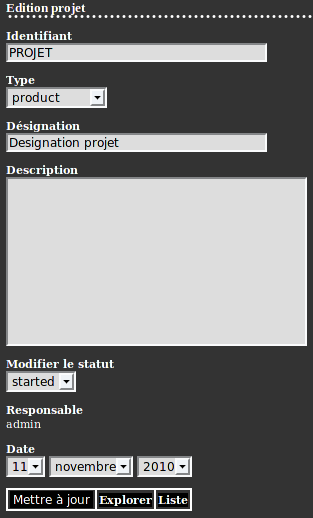 Edition projet
Identifiant
PROJET
Type
product
Désignation
Designation projet
Description
Modifier le statut
started
Responsable
admin
Date
11 novembre 2010
Mettre à jour Explorer Liste